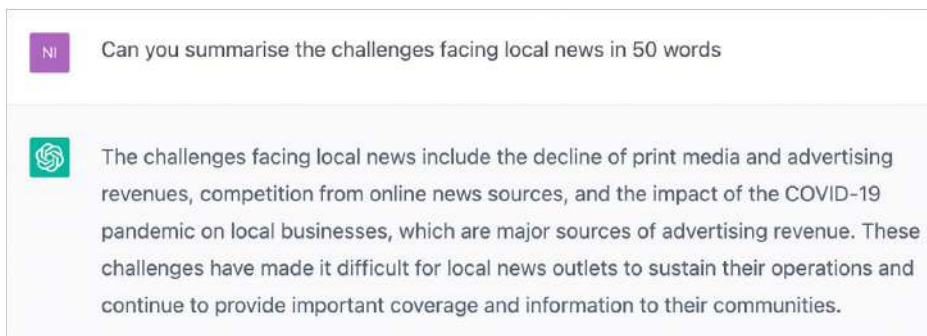 NI
Can you summarise the challenges facing local news in 50 words
The challenges facing local news include the decline of print media and advertising
revenues, competition from online news sources, and the impact of the COVID-19
pandemic on local businesses, which are major sources of advertising revenue. These
challenges have made it difficult for local news outlets to sustain their operations and
continue to provide important coverage and information to their communities.